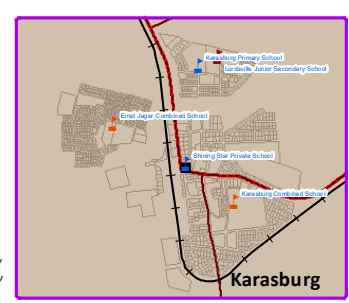 Karasburg Primary School
Lordsville Junior Secondary School
Ernst Jager Combined School
Shining Star Private School
Karasburg Combined School
Karasburg